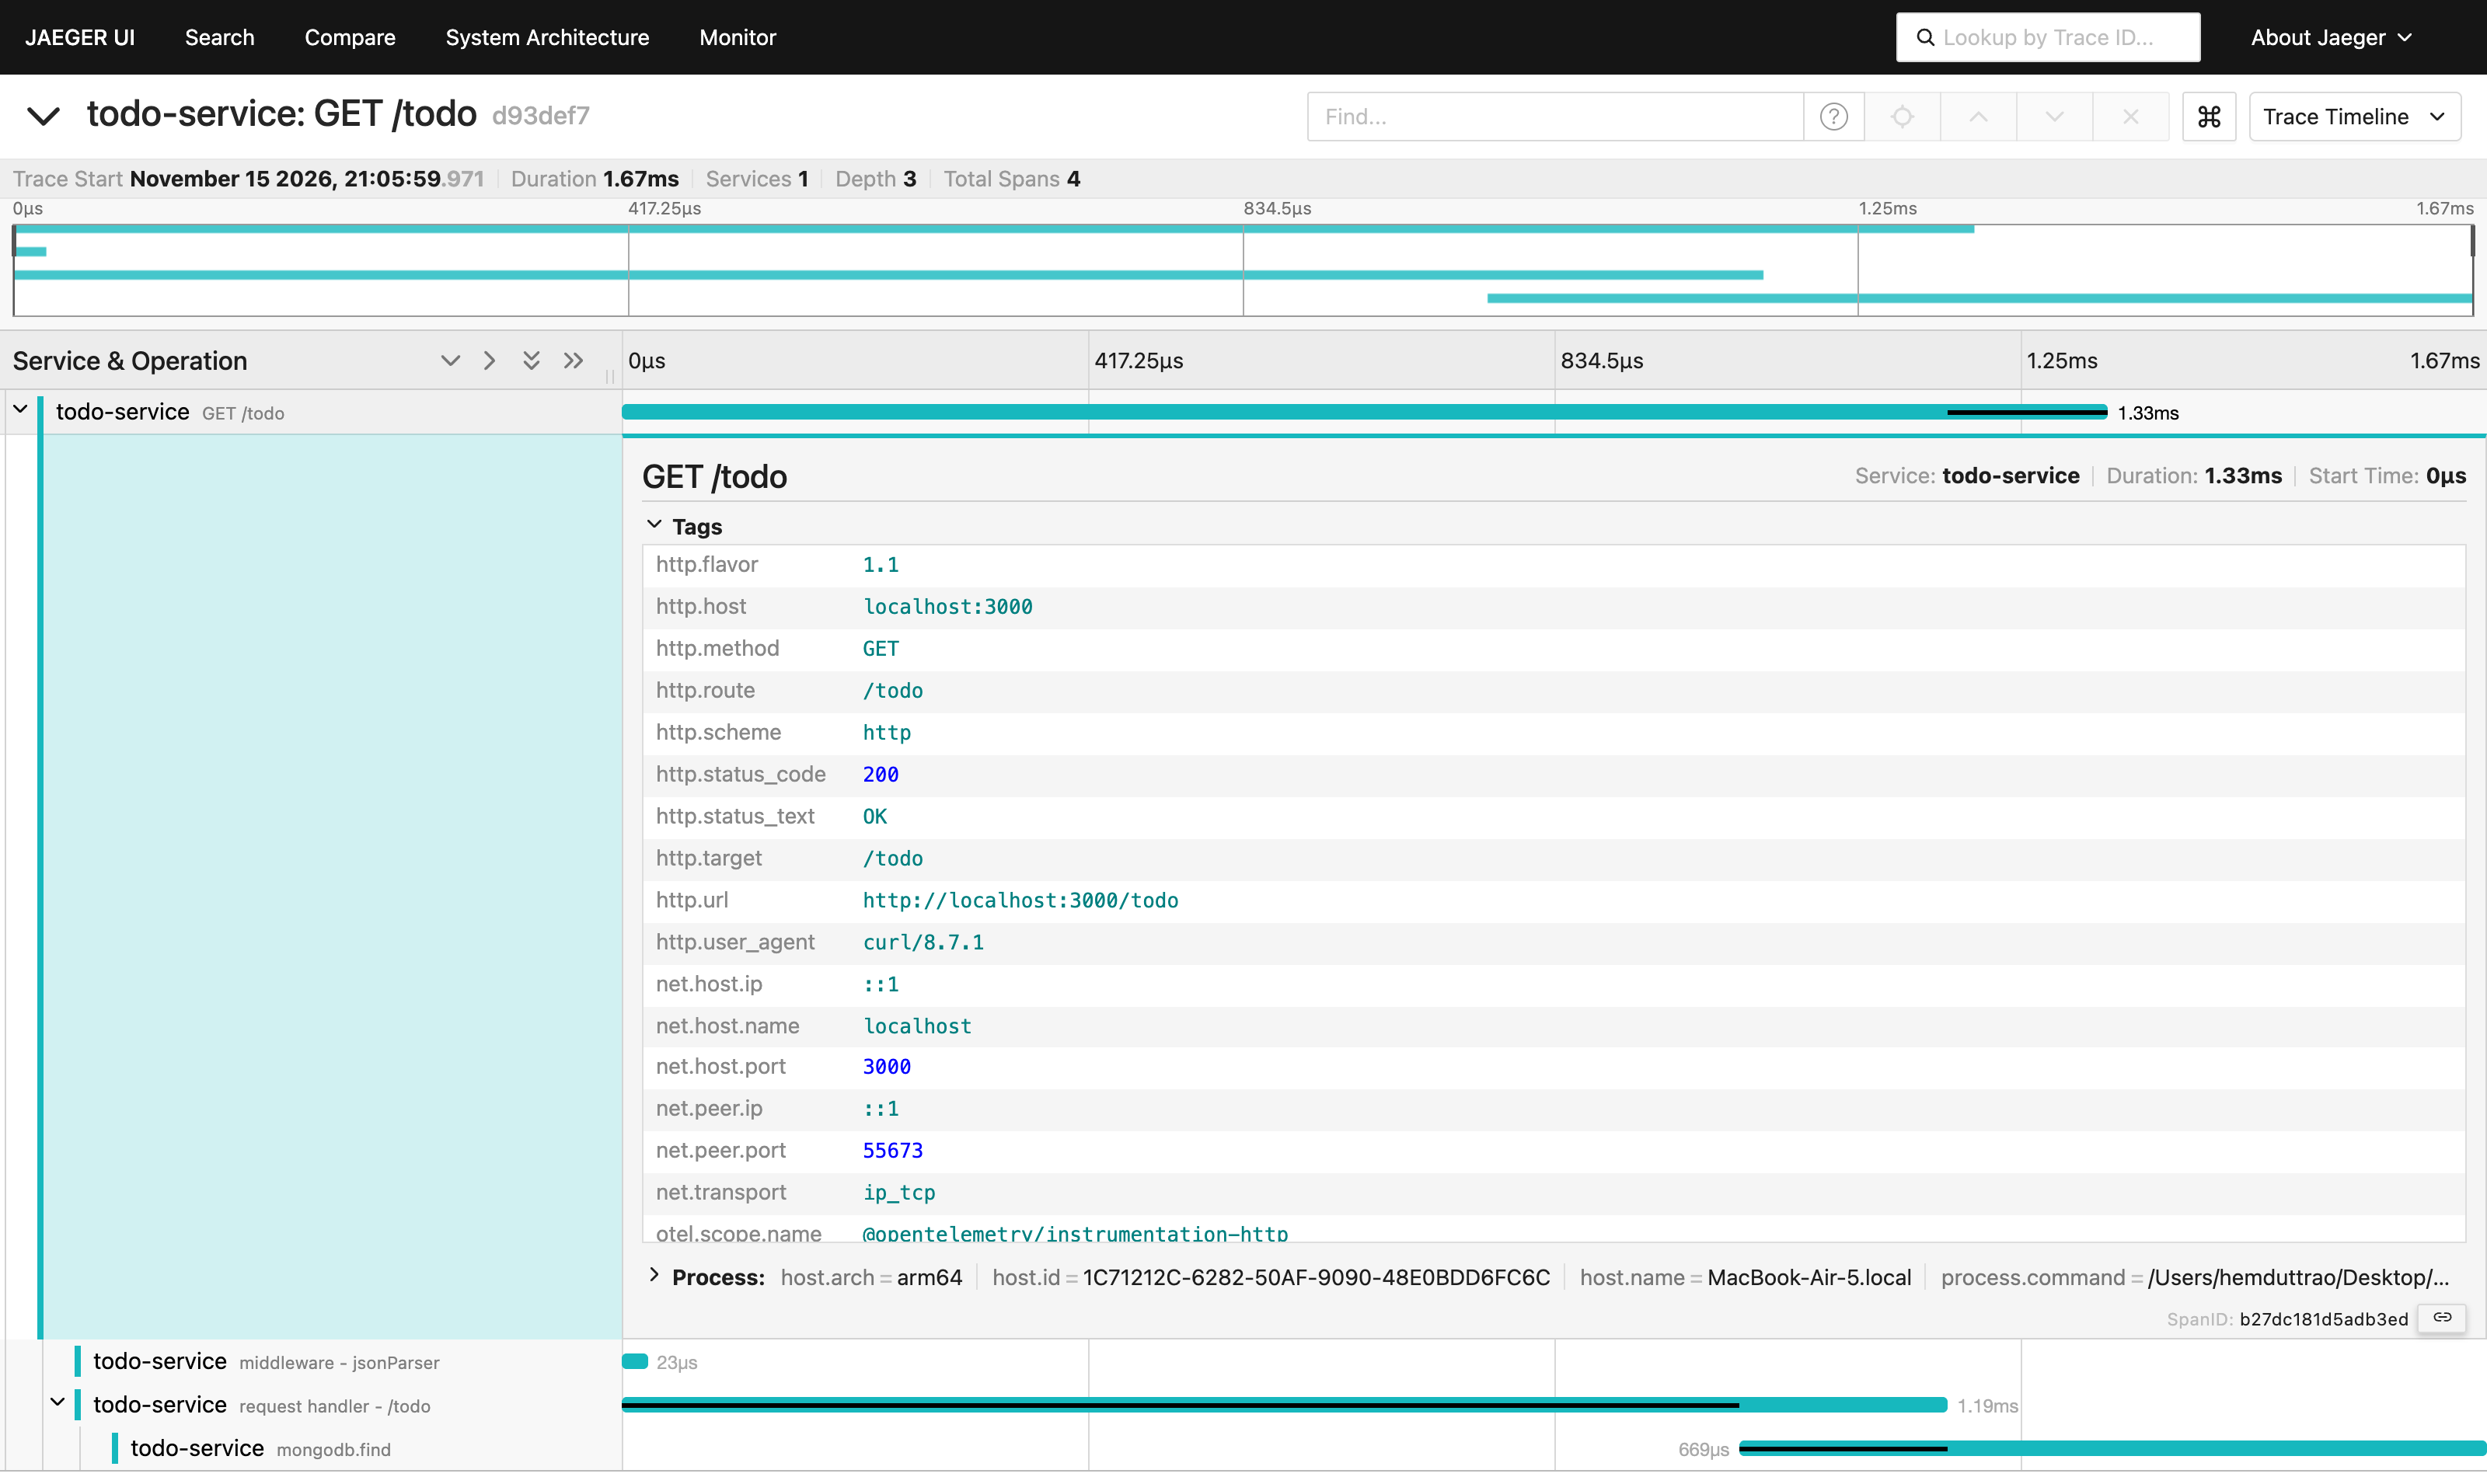 JAEGER UI Search Compare System Architecture Monitor Lookup by Trace ID... About Jaeger
todo-service: GET /todo d93def7 Find... ? ⌘ Trace Timeline
Trace Start November 15 2026, 21:05:59.971 Duration 1.67ms Services 1 Depth 3 Total Spans 4
0μs 417.25μs 834.5μs 1.25ms 1.67ms
Service & Operation 0μs 417.25μs 834.5μs 1.25ms 1.67ms
todo-service GET /todo 1.33ms
GET /todo Service: todo-service Duration: 1.33ms Start Time: 0μs
Tags
http.flavor 1.1
http.host localhost:3000
http.method GET
http.route /todo
http.scheme http
http.status_code 200
http.status_text OK
http.target /todo
http.url http://localhost:3000/todo
http.user_agent curl/8.7.1
net.host.ip ::1
net.host.name localhost
net.host.port 3000
net.peer.ip ::1
net.peer.port 55673
net.transport ip_tcp
otel.scope.name @opentelemetry/instrumentation-http
Process: host.arch = arm64 host.id = 1C71212C-6282-50AF-9090-48E0BDD6FC6C host.name = MacBook-Air-5.local process.command = /Users/hemduttrao/Desktop/...
SpanID: b27dc181d5adb3ed
todo-service middleware - jsonParser 23μs
todo-service request handler - /todo 1.19ms
todo-service mongodb.find 669μs